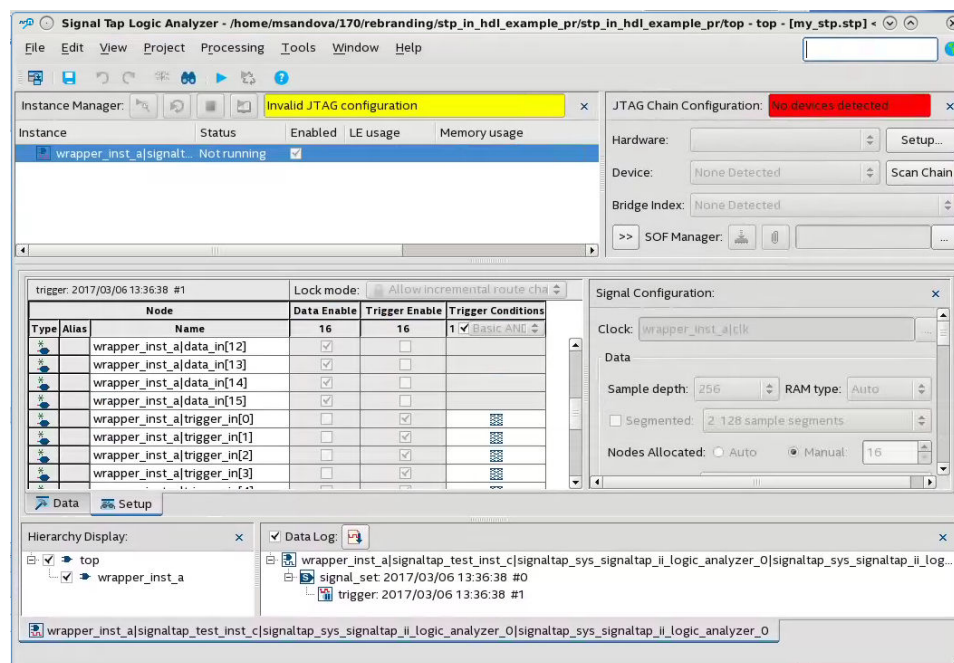 Signal Tap Logic Analyzer - /home/msandova/170/rebranding/stp_in_hdl_example_pr/stp_in_hdl_example_pr/top - top - [my_stp.stp] <
File Edit View Project Processing Tools Window Help
Instance Manager: Invalid JTAG configuration x
Instance Status Enabled LE usage Memory usage
wrapper_inst_a|signalt... Not running
JTAG Chain Configuration: No devices detected x
Hardware: Setup...
Device: None Detected Scan Chain
Bridge Index: None Detected
>> SOF Manager: ...
trigger: 2017/03/06 13:36:38 #1 Lock mode: Allow incremental route cha
Node Data Enable Trigger Enable Trigger Conditions
Type Alias Name 16 16 1 Basic AND
wrapper_inst_a|data_in[12]
wrapper_inst_a|data_in[13]
wrapper_inst_a|data_in[14]
wrapper_inst_a|data_in[15]
wrapper_inst_a|trigger_in[0]
wrapper_inst_a|trigger_in[1]
wrapper_inst_a|trigger_in[2]
wrapper_inst_a|trigger_in[3]
Data Setup
Signal Configuration: x
Clock: wrapper_inst_a|clk ...
Data
Sample depth: 256 RAM type: Auto
Segmented: 2 128 sample segments
Nodes Allocated: Auto Manual: 16
Hierarchy Display: x
top
wrapper_inst_a
Data Log: x
wrapper_inst_a|signaltap_test_inst_c|signaltap_sys_signaltap_ii_logic_analyzer_0|signaltap_sys_signaltap_ii_log...
signal_set: 2017/03/06 13:36:38 #0
trigger: 2017/03/06 13:36:38 #1
wrapper_inst_a|signaltap_test_inst_c|signaltap_sys_signaltap_ii_logic_analyzer_0|signaltap_sys_signaltap_ii_logic_analyzer_0